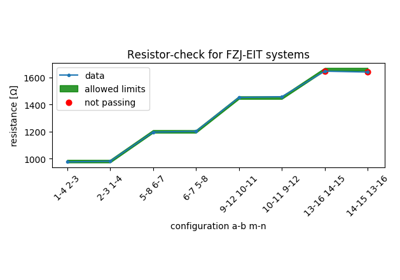 Resistor-check for FZJ-EIT systems
data
allowed limits
not passing
resistance [Ω]
1600
1400
1200
1000
1-4 2-3
2-3 1-4
5-8 6-7
6-7 5-8
9-12 10-11
10-11 9-12
13-16 14-15
14-15 13-16
configuration a-b m-n